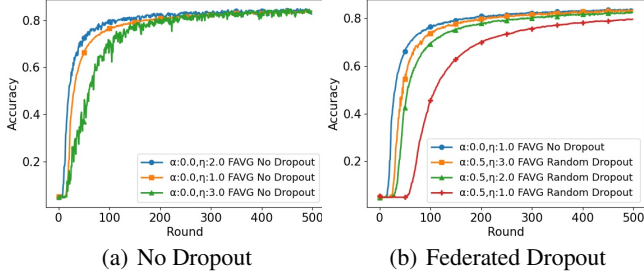 0.8
0.6
0.4
0.2
Accuracy
α:0.0,η:2.0 FAVG No Dropout
α:0.0,η:1.0 FAVG No Dropout
α:0.0,η:3.0 FAVG No Dropout
0 100 200 300 400 500
Round
(a) No Dropout
0.8
0.6
0.4
0.2
Accuracy
α:0.0,η:1.0 FAVG No Dropout
α:0.5,η:3.0 FAVG Random Dropout
α:0.5,η:2.0 FAVG Random Dropout
α:0.5,η:1.0 FAVG Random Dropout
0 100 200 300 400 500
Round
(b) Federated Dropout